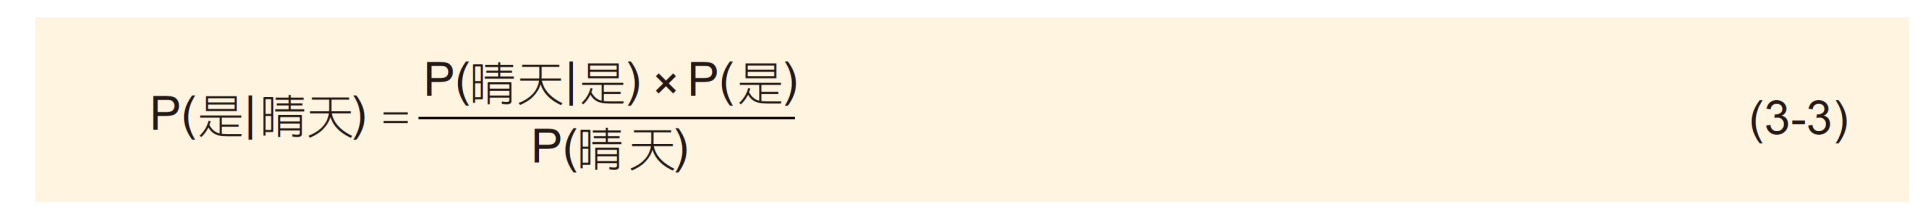 P(是|晴天) = P(晴天|是) × P(是) / P(晴天) (3-3)